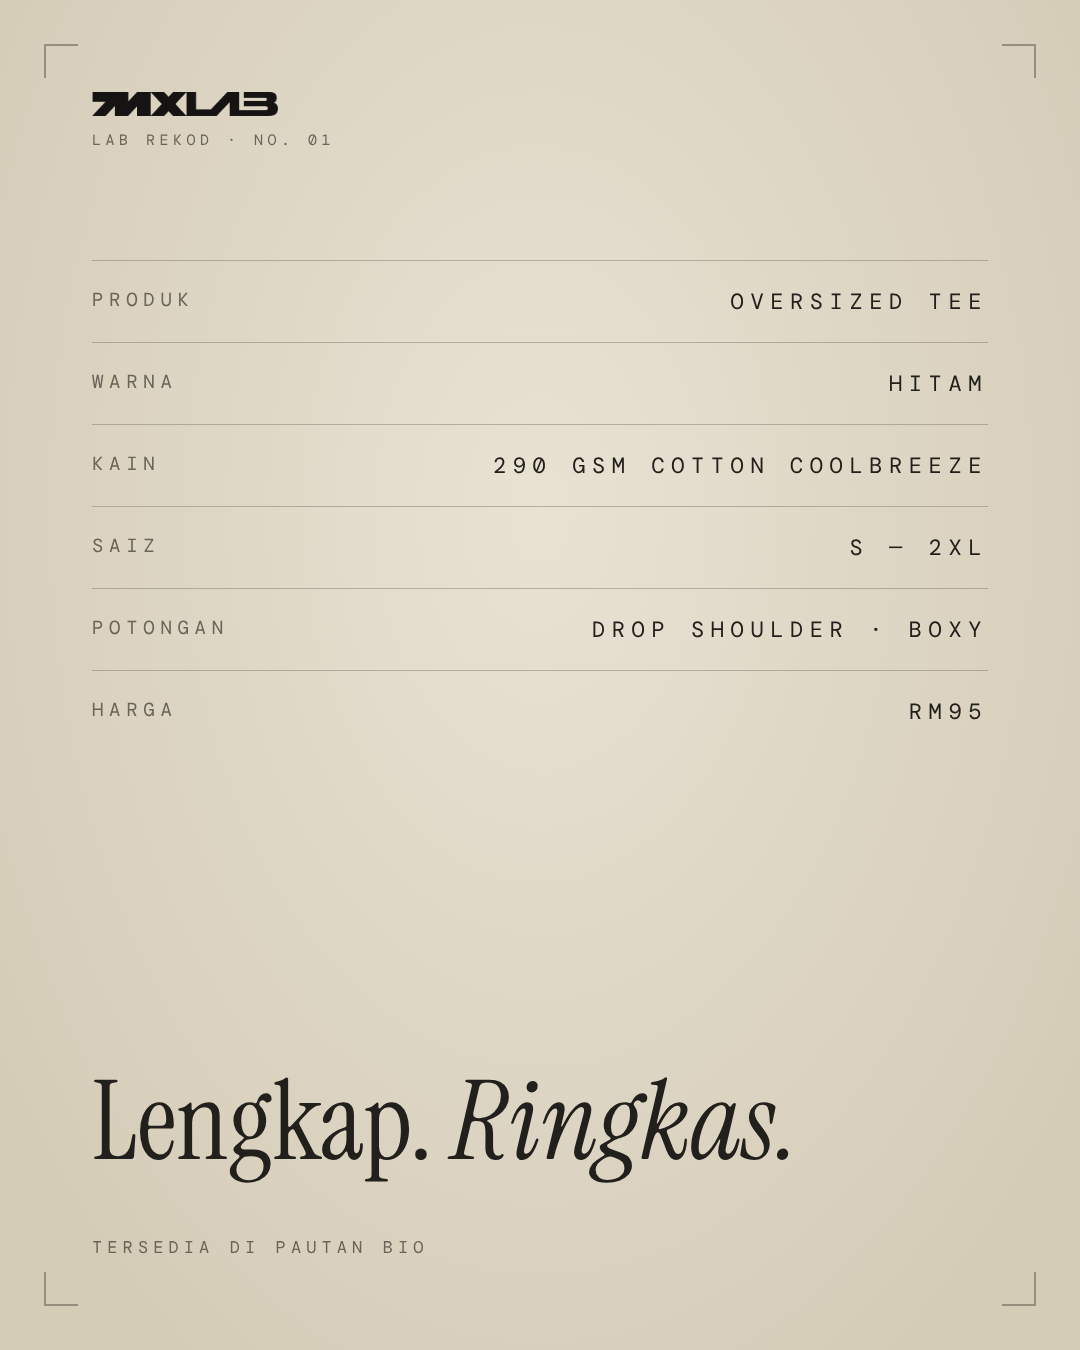 MXLAB
LAB REKOD · NO. 01
PRODUK OVERSIZED TEE
WARNA HITAM
KAIN 290 GSM COTTON COOLBREEZE
SAIZ S — 2XL
POTONGAN DROP SHOULDER · BOXY
HARGA RM95
Lengkap. Ringkas.
TERSEDIA DI PAUTAN BIO